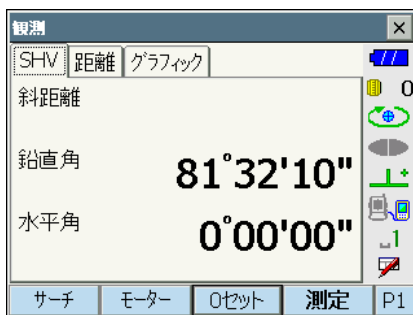 観測
SHV 距離 グラフィック
斜距離
0
鉛直角 81°32'10"
水平角 0°00'00"
1
サーチ モーター 0セット 測定 P1